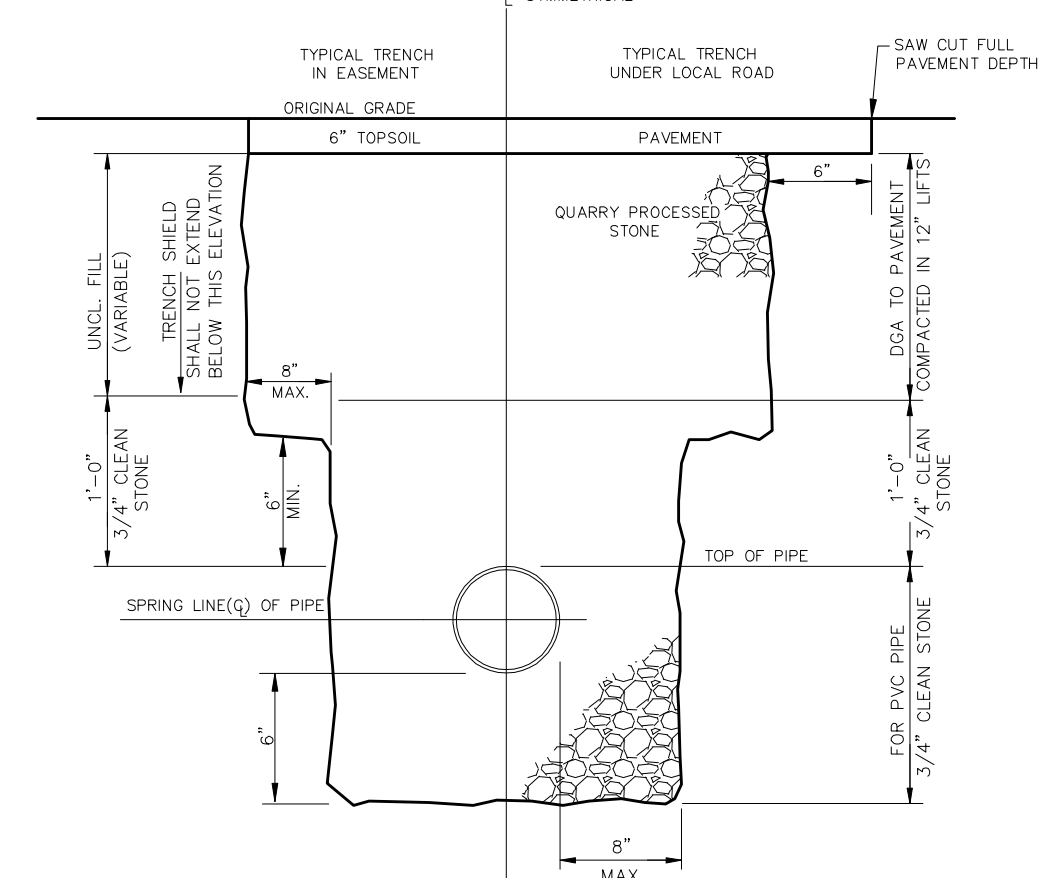 TYPICAL TRENCH
IN EASEMENT
TYPICAL TRENCH
UNDER LOCAL ROAD
SAW CUT FULL
PAVEMENT DEPTH
ORIGINAL GRADE
6" TOPSOIL
PAVEMENT
6"
QUARRY PROCESSED
STONE
UNCL. FILL
(VARIABLE)
TRENCH SHIELD
SHALL NOT EXTEND
BELOW THIS ELEVATION
DGA TO PAVEMENT
COMPACTED IN 12" LIFTS
8"
MAX.
1'-0"
3/4" CLEAN
STONE
6"
MIN.
1'-0"
3/4" CLEAN
STONE
TOP OF PIPE
SPRING LINE(℄) OF PIPE
6"
FOR PVC PIPE
3/4" CLEAN STONE
8"
MAX